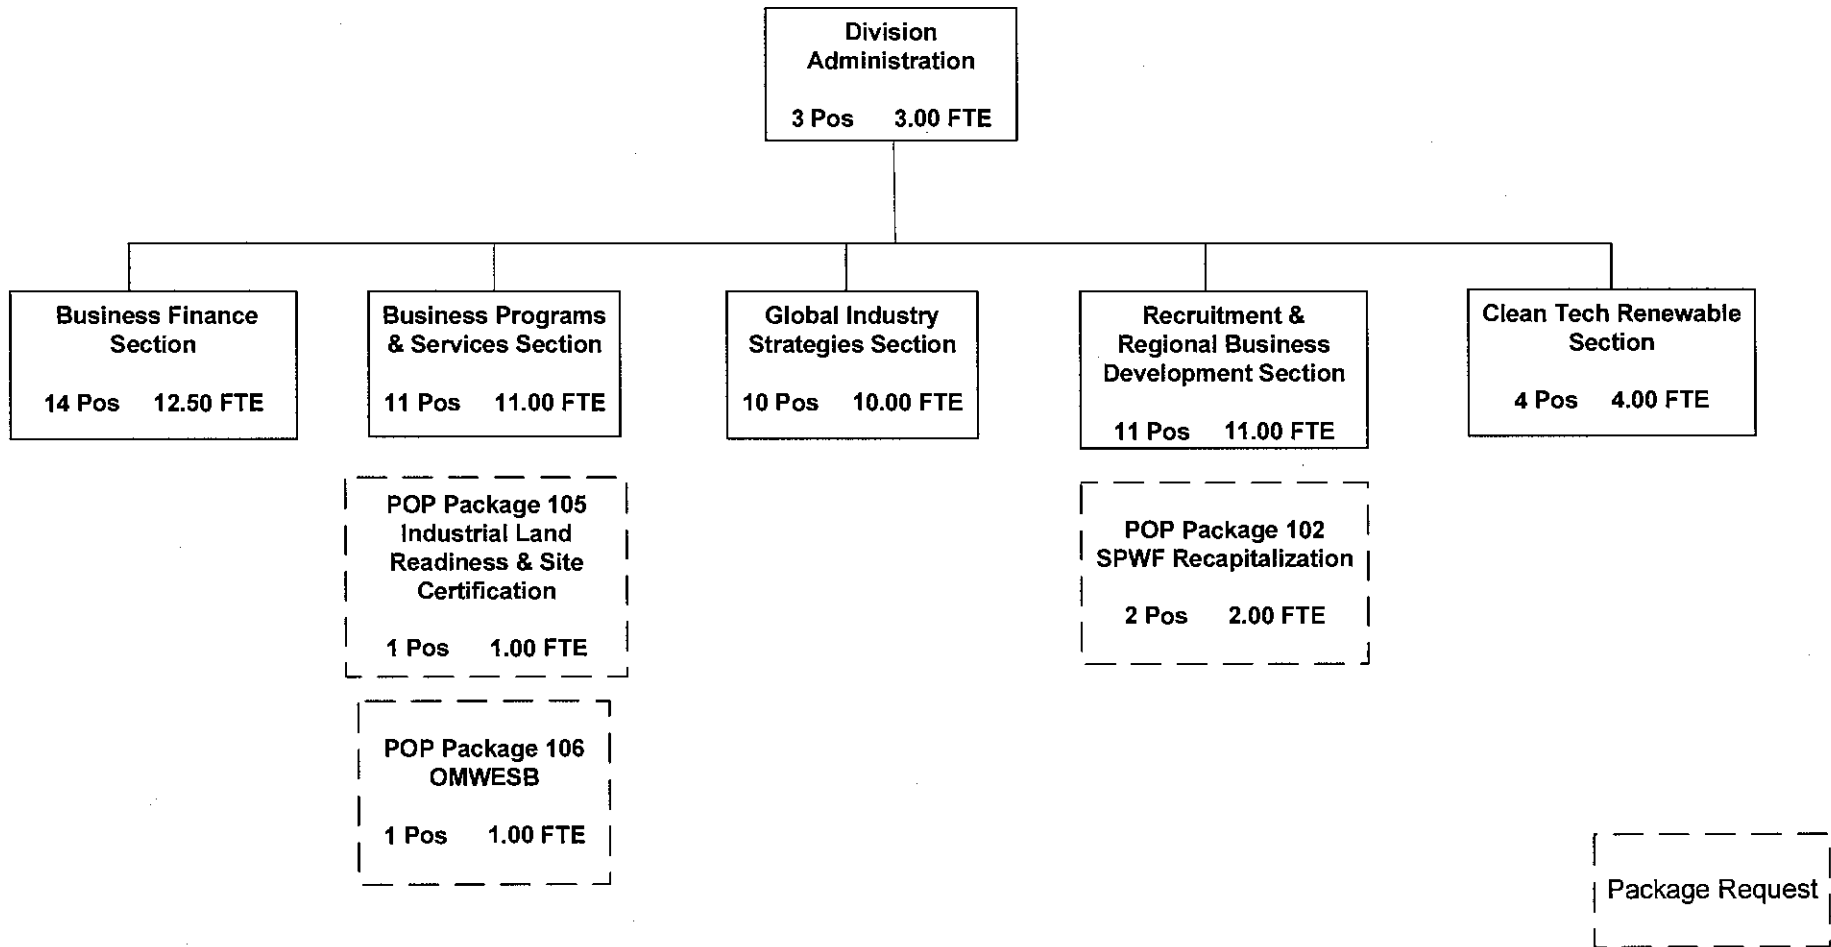 Division
Administration
3 Pos 3.00 FTE
Business Finance
Section
14 Pos 12.50 FTE
Business Programs
& Services Section
11 Pos 11.00 FTE
Global Industry
Strategies Section
10 Pos 10.00 FTE
Recruitment &
Regional Business
Development Section
11 Pos 11.00 FTE
Clean Tech Renewable
Section
4 Pos 4.00 FTE
POP Package 105
Industrial Land
Readiness & Site
Certification
1 Pos 1.00 FTE
POP Package 102
SPWF Recapitalization
2 Pos 2.00 FTE
POP Package 106
OMWESB
1 Pos 1.00 FTE
Package Request